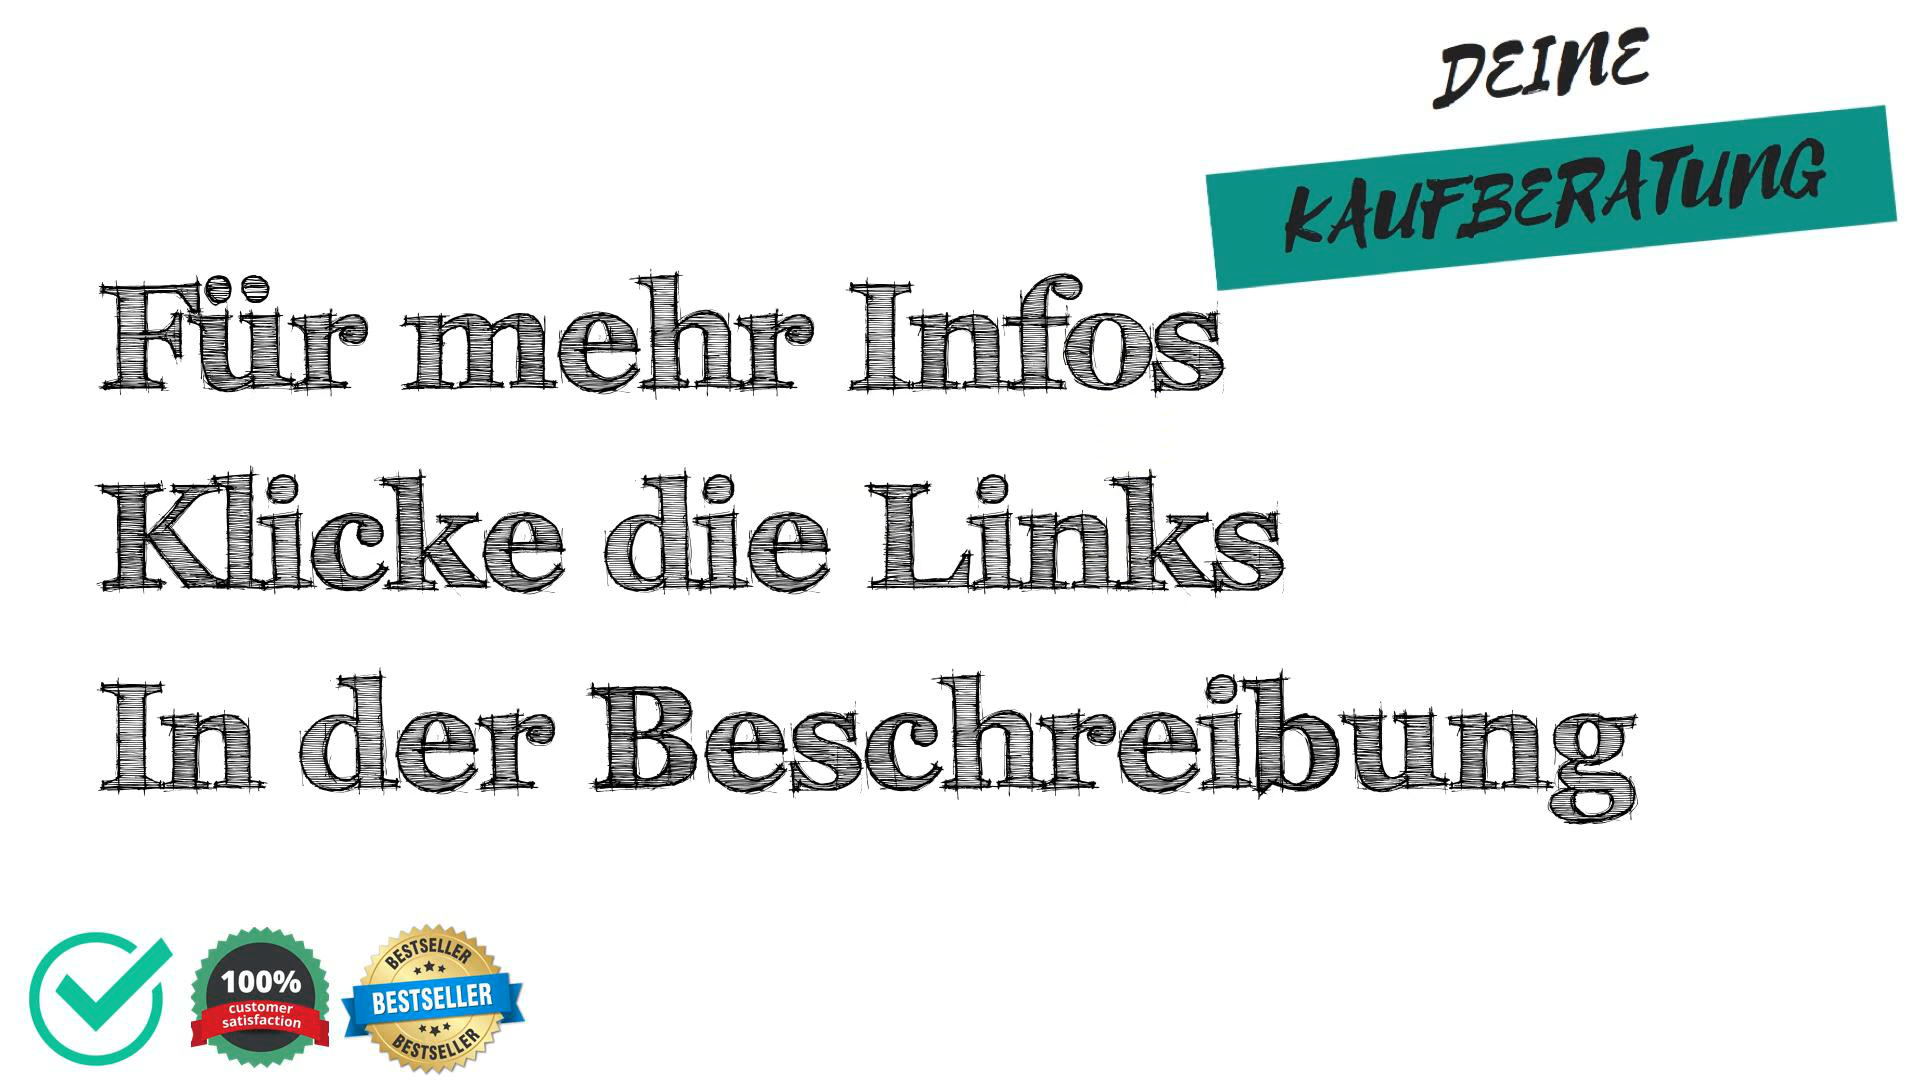 DEINE
KAUFBERATUNG
Für mehr Infos
Klicke die Links
In der Beschreibung
100%
customer
satisfaction
BESTSELLER
BESTSELLER
BESTSELLER